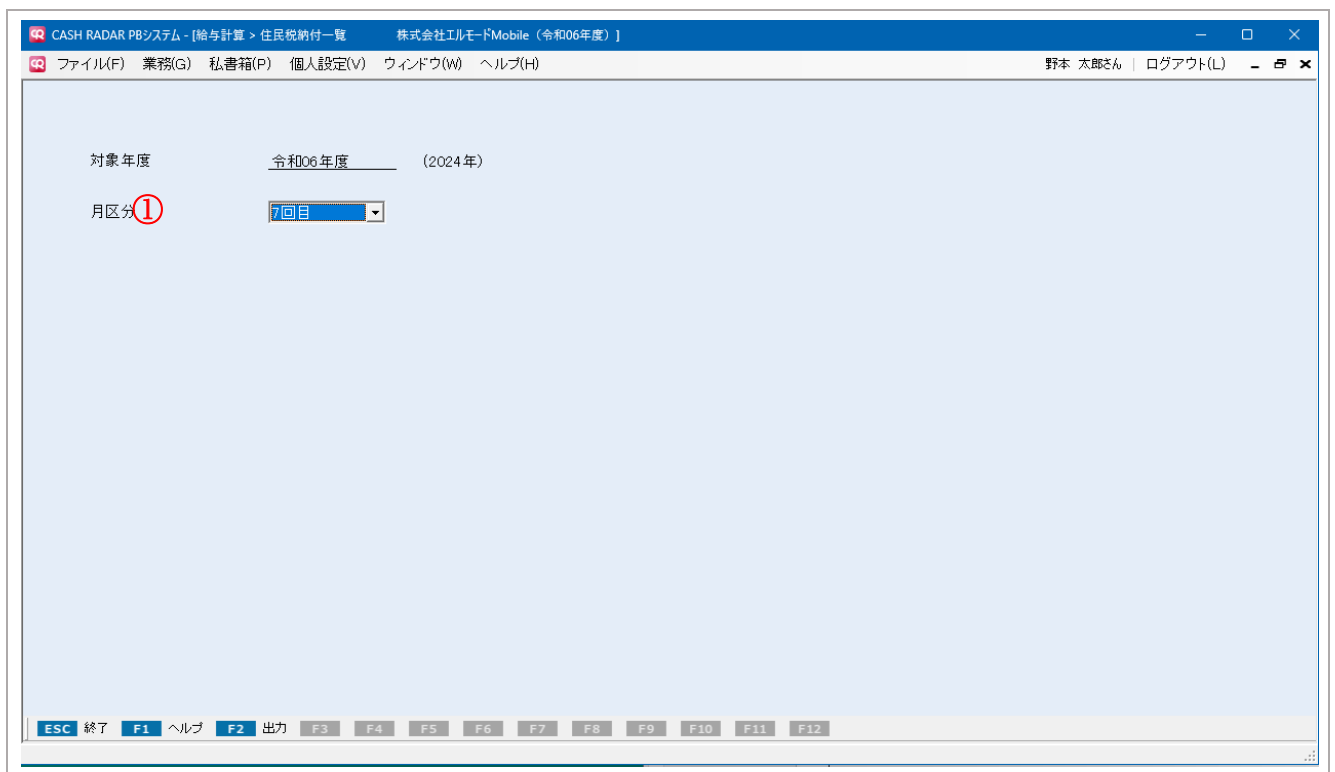 CASH RADAR PBシステム - [給与計算 > 住民税納付一覧 株式会社エルモードMobile（令和06年度）]
ファイル(F) 業務(G) 私書箱(P) 個人設定(V) ウィンドウ(W) ヘルプ(H) 野本 太郎さん | ログアウト(L)
対象年度 令和06年度 (2024年)
月区分① 7回目
ESC 終了 F1 ヘルプ F2 出力 F3 F4 F5 F6 F7 F8 F9 F10 F11 F12